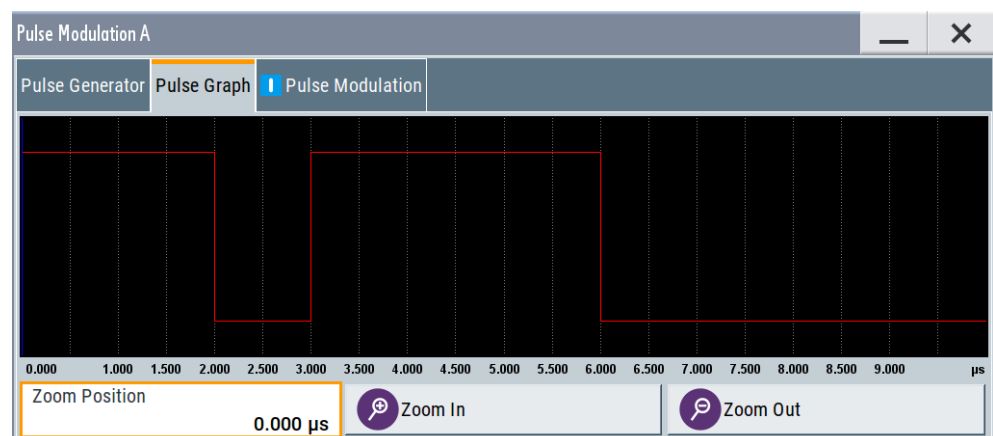 Pulse Modulation A
Pulse Generator Pulse Graph Pulse Modulation
0.000 1.000 1.500 2.000 2.500 3.000 3.500 4.000 4.500 5.000 5.500 6.000 6.500 7.000 7.500 8.000 8.500 9.000 µs
Zoom Position
0.000 µs
Zoom In
Zoom Out